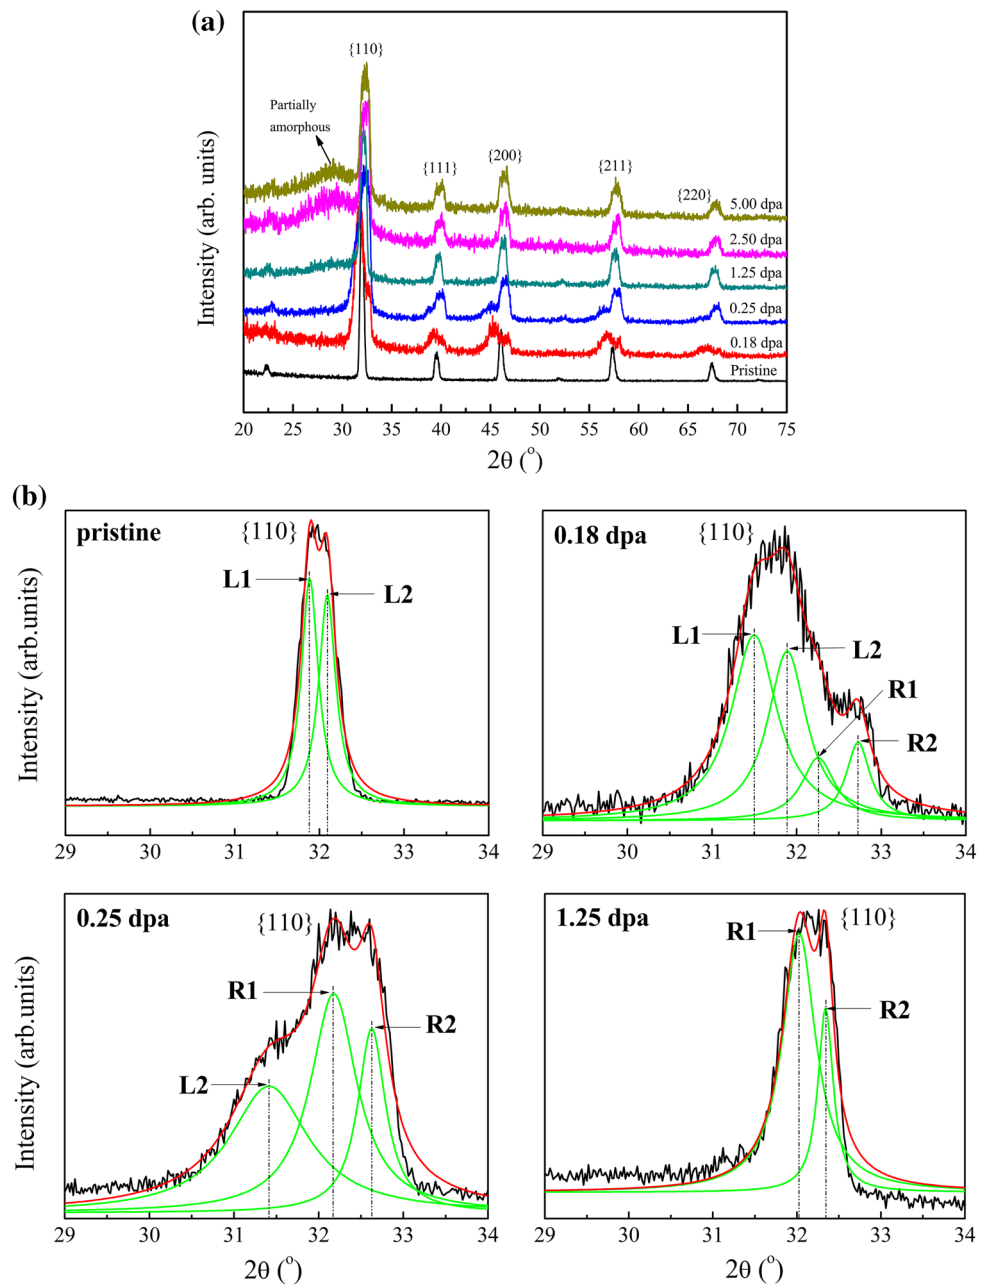 (a)
{110}
Partially
amorphous
{111}
{200}
{211}
{220}
5.00 dpa
2.50 dpa
1.25 dpa
0.25 dpa
0.18 dpa
Pristine
Intensity (arb. units)
20 25 30 35 40 45 50 55 60 65 70 75
2θ (°)
(b)
pristine
{110}
L1
L2
Intensity (arb.units)
29 30 31 32 33 34
0.18 dpa
{110}
L1
L2
R1
R2
29 30 31 32 33 34
0.25 dpa
{110}
R1
R2
L2
Intensity (arb.units)
29 30 31 32 33 34
2θ (°)
1.25 dpa
R1
{110}
R2
29 30 31 32 33 34
2θ (°)